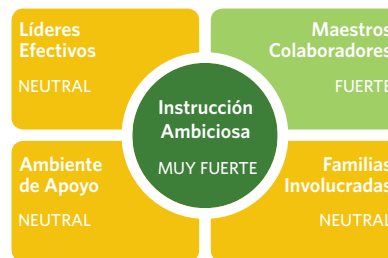 Líderes
Efectivos
NEUTRAL
Maestros
Colaboradores
FUERTE
Instrucción
Ambiciosa
MUY FUERTE
Ambiente
de Apoyo
NEUTRAL
Familias
Involucradas
NEUTRAL